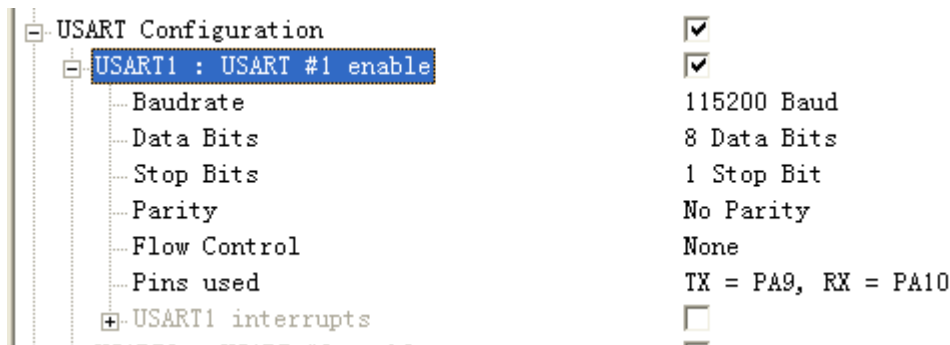 USART Configuration
USART1 : USART #1 enable
Baudrate 115200 Baud
Data Bits 8 Data Bits
Stop Bits 1 Stop Bit
Parity No Parity
Flow Control None
Pins used TX = PA9, RX = PA10
USART1 interrupts